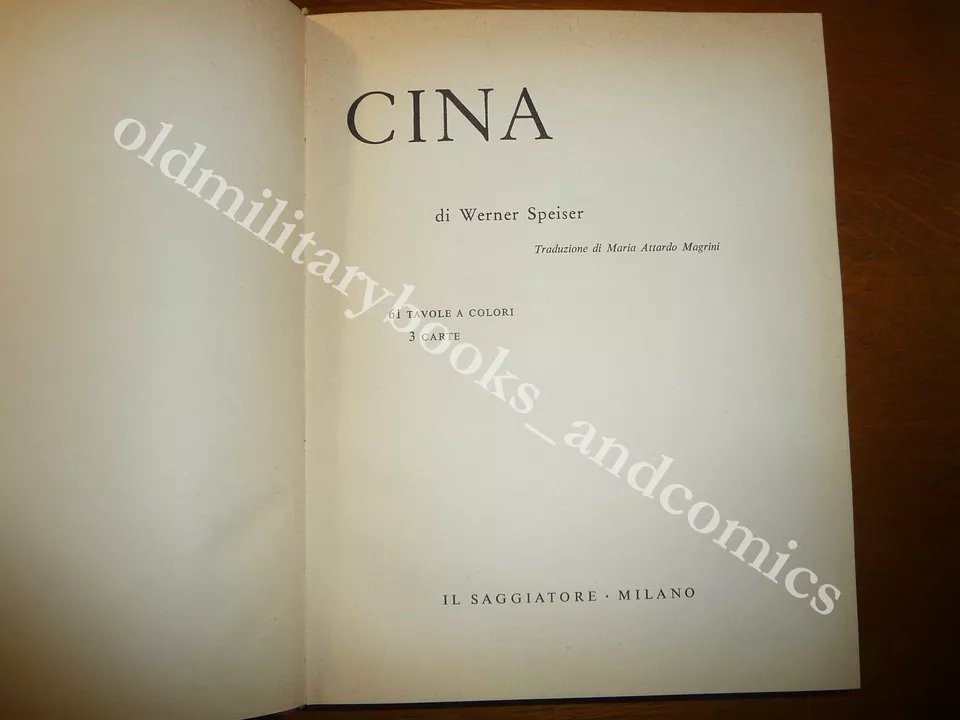 CINA
di Werner Speiser
Traduzione di Maria Attardo Magrini
61 TAVOLE A COLORI
3 CARTE
IL SAGGIATORE · MILANO
oldmilitarybooks_andcomics